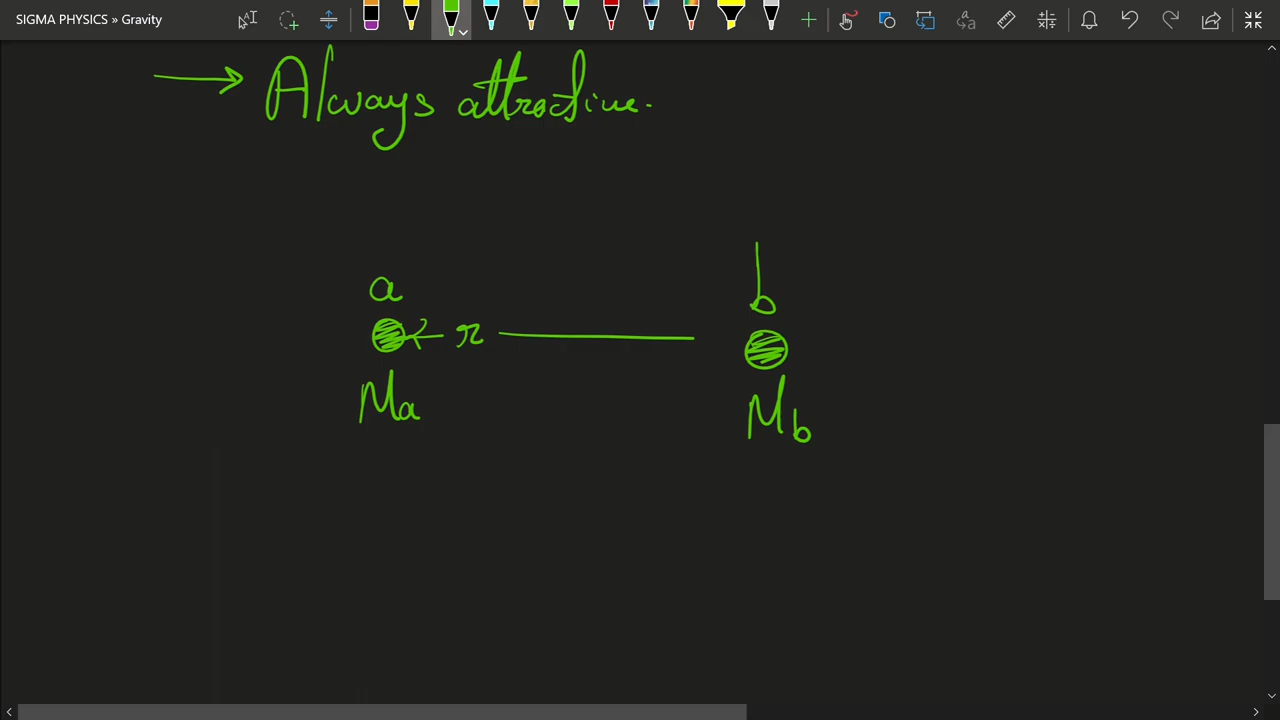 SIGMA PHYSICS » Gravity
→ Always attractive.
a
b
r
Ma
Mb